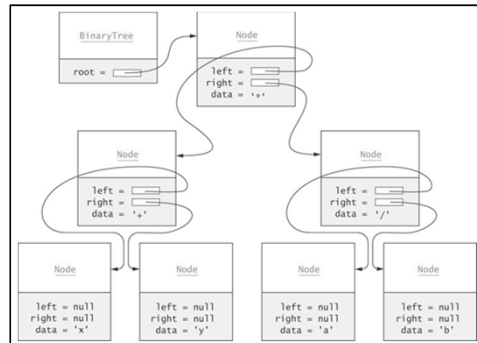 BinaryTree
root =
Node
left =
right =
data = '*'
Node
left =
right =
data = '+'
Node
left =
right =
data = '/'
Node
left = null
right = null
data = 'x'
Node
left = null
right = null
data = 'y'
Node
left = null
right = null
data = 'a'
Node
left = null
right = null
data = 'b'